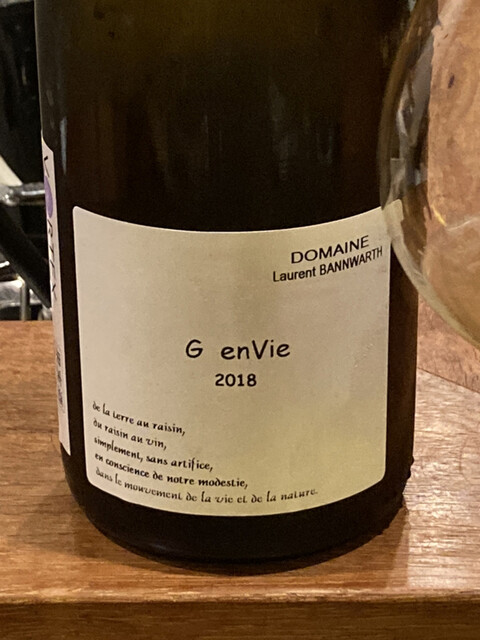 DOMAINE
Laurent BANNWARTH
G enVie
2018
de la terre au raisin,
du raisin au vin,
simplement, sans artifice,
en conscience de notre modestie,
dans le mouvement de la vie et de la nature.